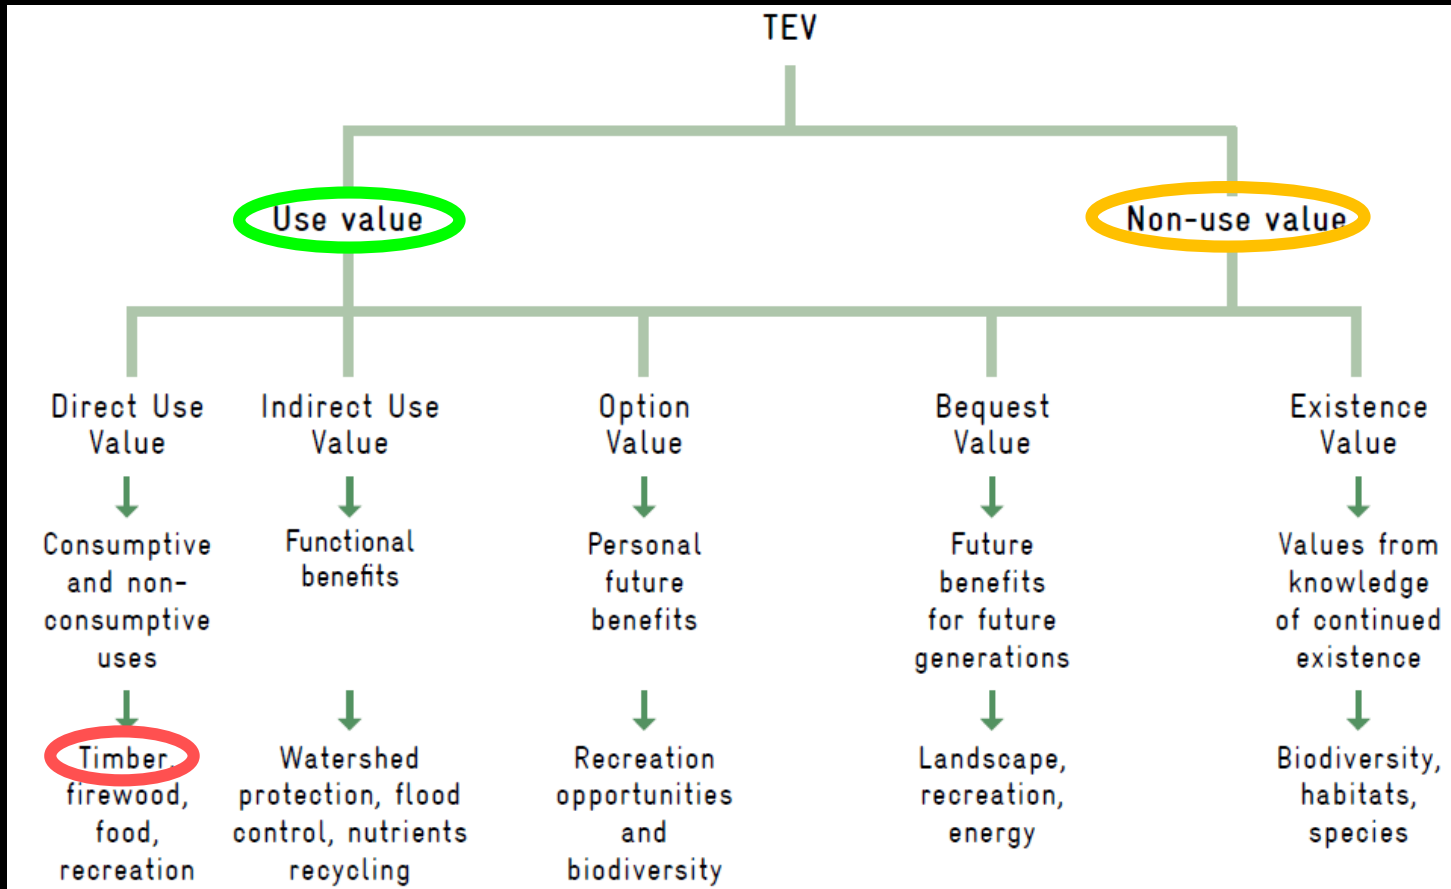 TEV
Use value
Non-use value
Direct Use
Value
Indirect Use
Value
Option
Value
Bequest
Value
Existence
Value
Consumptive
and non-
consumptive
uses
Functional
benefits
Personal
future
benefits
Future
benefits
for future
generations
Values from
knowledge
of continued
existence
Timber,
firewood,
food,
recreation
Watershed
protection, flood
control, nutrients
recycling
Recreation
opportunities
and
biodiversity
Landscape,
recreation,
energy
Biodiversity,
habitats,
species